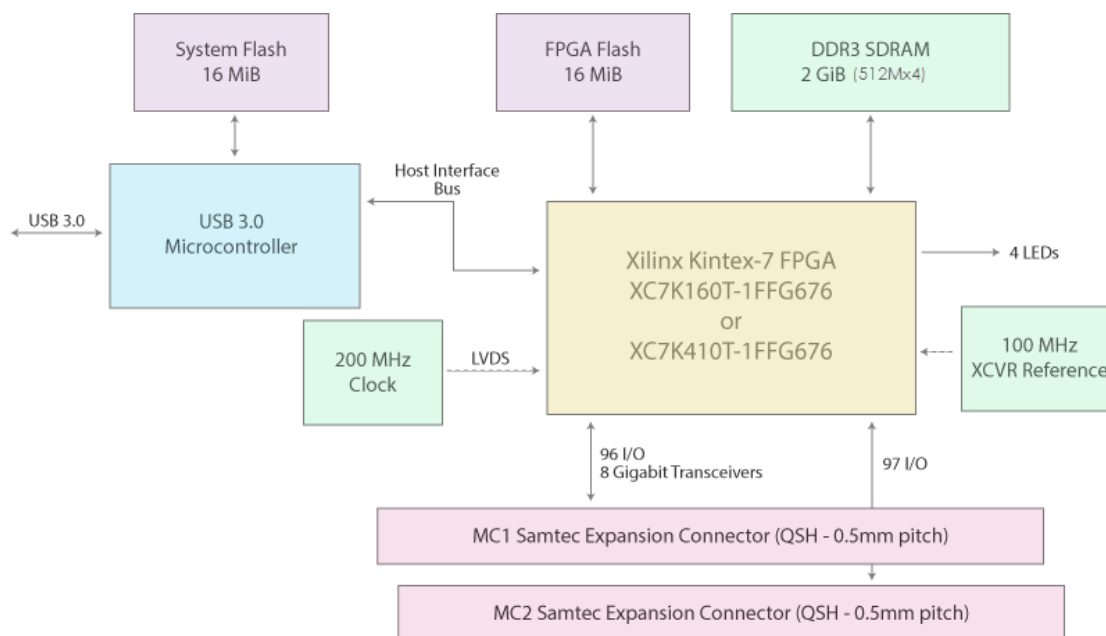 System Flash
16 MiB
FPGA Flash
16 MiB
DDR3 SDRAM
2 GiB (512Mx4)
Host Interface
Bus
USB 3.0
USB 3.0
Microcontroller
Xilinx Kintex-7 FPGA
XC7K160T-1FFG676
or
XC7K410T-1FFG676
4 LEDs
200 MHz
Clock
LVDS
100 MHz
XCVR Reference
96 I/O
8 Gigabit Transceivers
97 I/O
MC1 Samtec Expansion Connector (QSH - 0.5mm pitch)
MC2 Samtec Expansion Connector (QSH - 0.5mm pitch)